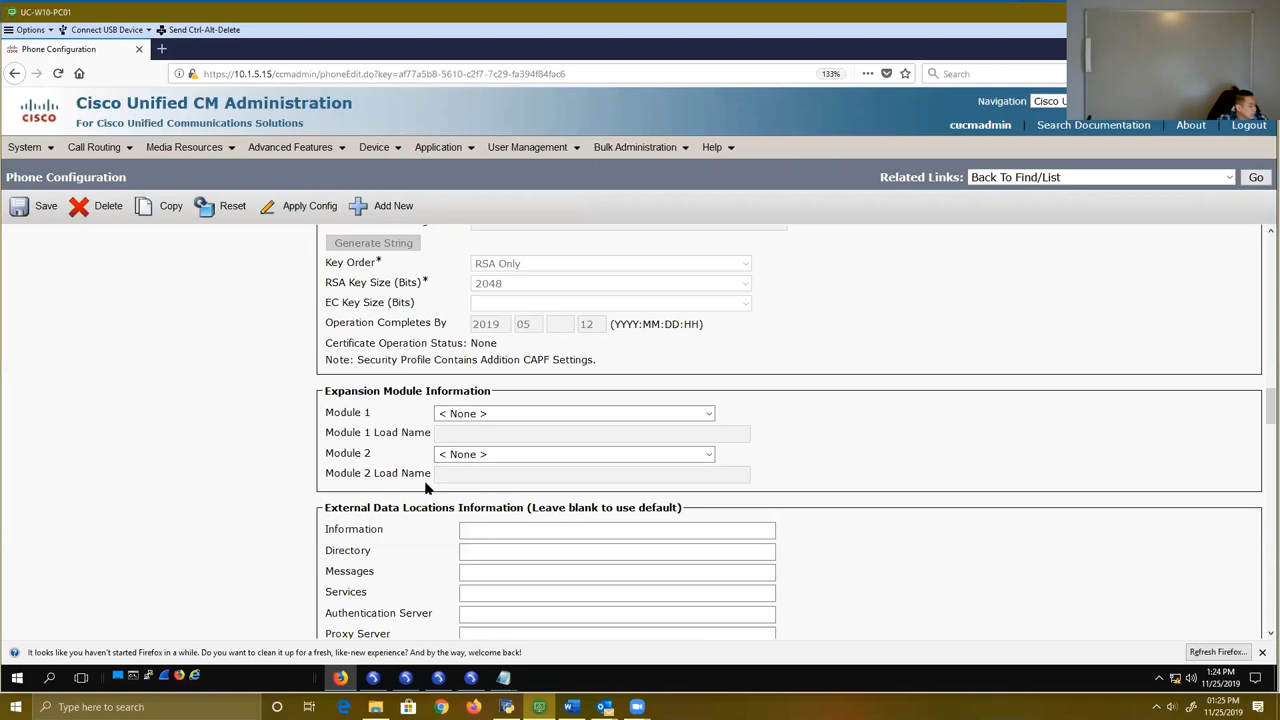 UC-W10-PC01
Options
Connect USB Device
Send Ctrl-Alt-Delete
Phone Configuration
https://10.1.5.15/ccmadmin/phoneEdit.do?key=af77a5b8-5610-c2f7-7c29-fa394f84fac6
133%
Search
CISCO
Cisco Unified CM Administration
For Cisco Unified Communications Solutions
Navigation Cisco U
cucmadmin | Search Documentation | About | Logout
System Call Routing Media Resources Advanced Features Device Application User Management Bulk Administration Help
Phone Configuration
Related Links: Back To Find/List Go
Save Delete Copy Reset Apply Config Add New
Generate String
Key Order* RSA Only
RSA Key Size (Bits)* 2048
EC Key Size (Bits)
Operation Completes By 2019 05 12 (YYYY:MM:DD:HH)
Certificate Operation Status: None
Note: Security Profile Contains Addition CAPF Settings.
Expansion Module Information
Module 1 < None >
Module 1 Load Name
Module 2 < None >
Module 2 Load Name
External Data Locations Information (Leave blank to use default)
Information
Directory
Messages
Services
Authentication Server
Proxy Server
It looks like you haven't started Firefox in a while. Do you want to clean it up for a fresh, like-new experience? And by the way, welcome back!
Refresh Firefox...
1:24 PM
11/25/2019
Type here to search
01:25 PM
11/25/2019